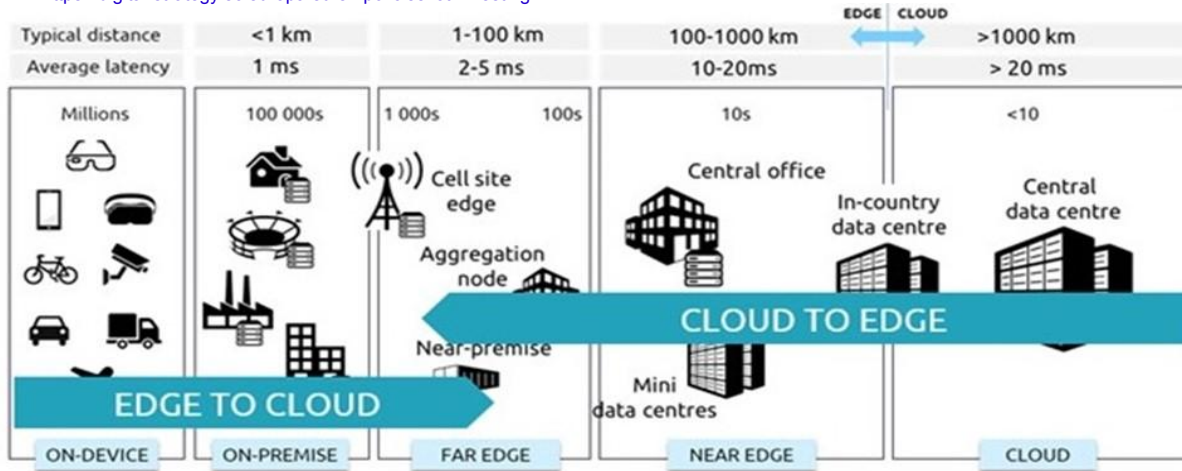 EDGE CLOUD
Typical distance <1 km 1-100 km 100-1000 km >1000 km
Average latency 1 ms 2-5 ms 10-20ms > 20 ms
Millions 100 000s 1 000s 100s 10s <10
Cell site
edge
Aggregation
node
Near-premise
Central office
Mini
data centres
In-country
data centre
Central
data centre
CLOUD TO EDGE
EDGE TO CLOUD
ON-DEVICE ON-PREMISE FAR EDGE NEAR EDGE CLOUD